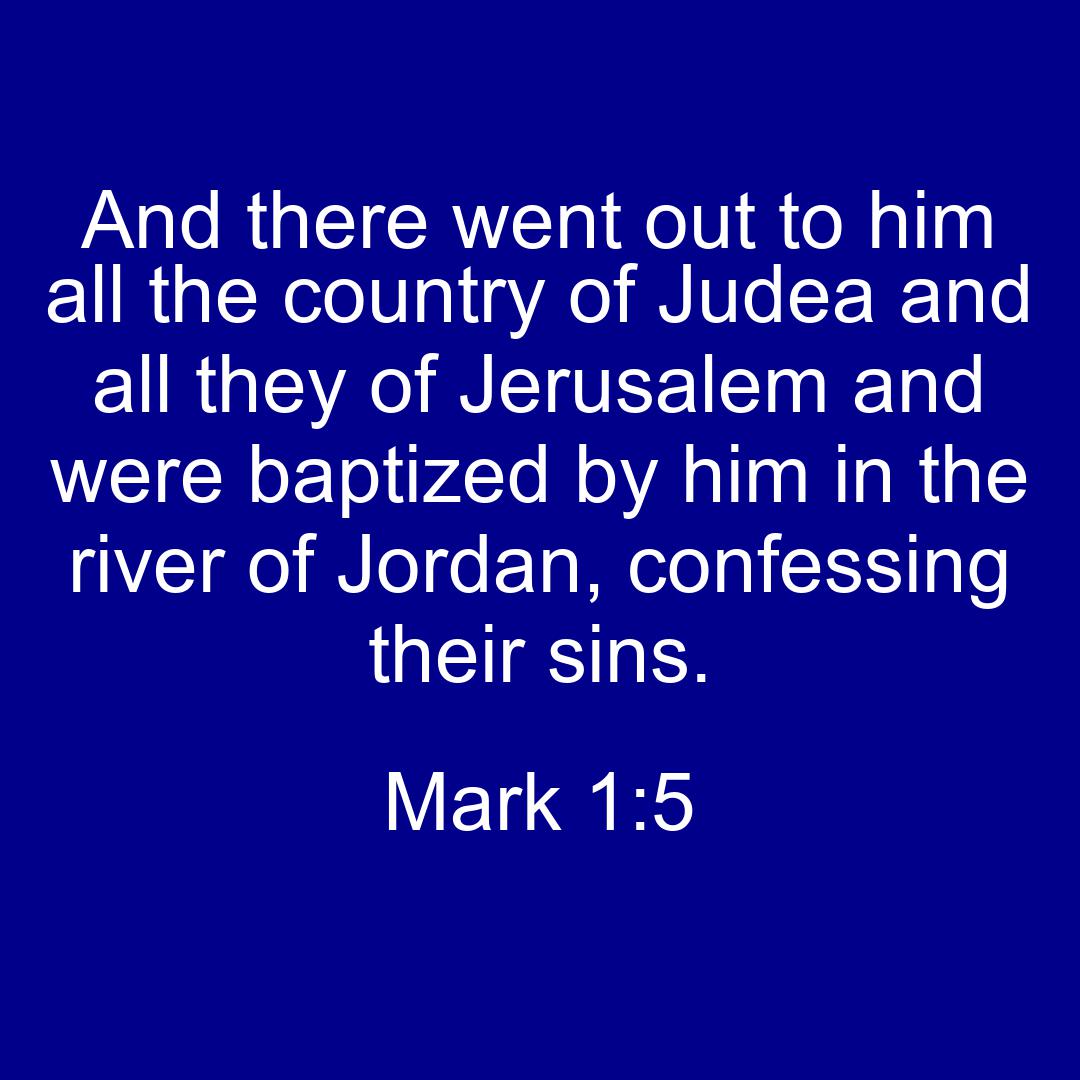 And there went out to him
all the country of Judea and
all they of Jerusalem and
were baptized by him in the
river of Jordan, confessing
their sins.
Mark 1:5